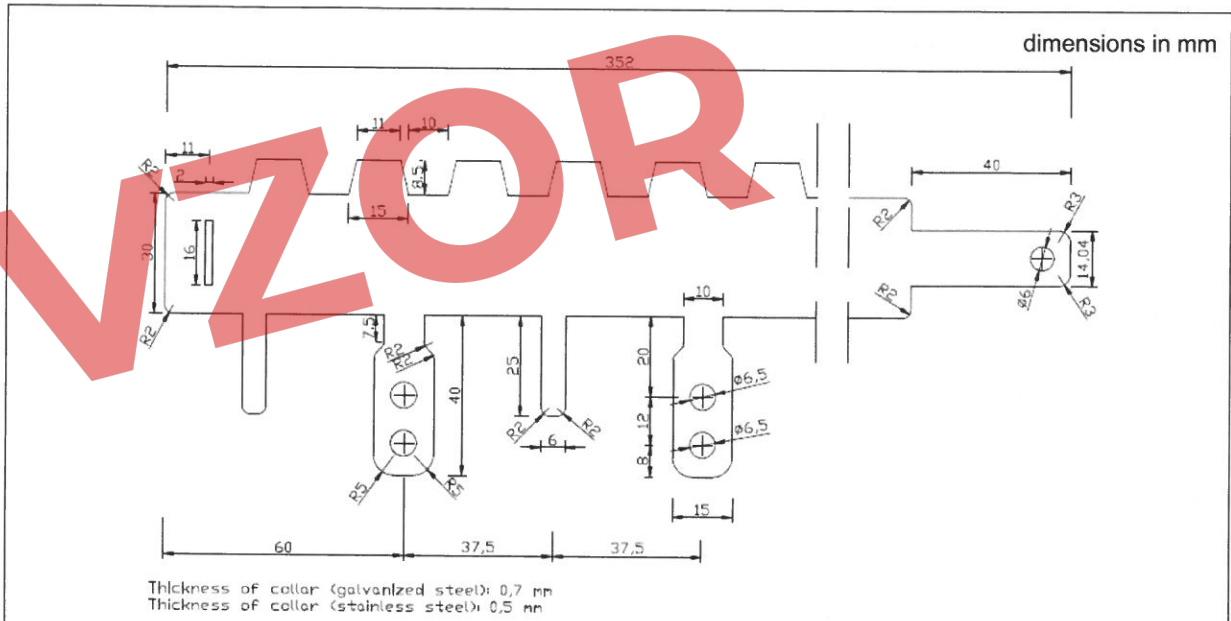 dimensions in mm
352
11 10
11
40
R2
2
8,5
15
R2
R3
30
16
14,04
Ø6
R2
R2
R3
10
7,5
R2
R2
25
20
40
Ø6,5
12
R2
R2
Ø6,5
6
8
R5
R5
15
60
37,5
37,5
Thickness of collar (galvanized steel): 0,7 mm
Thickness of collar (stainless steel): 0,5 mm
VZOR